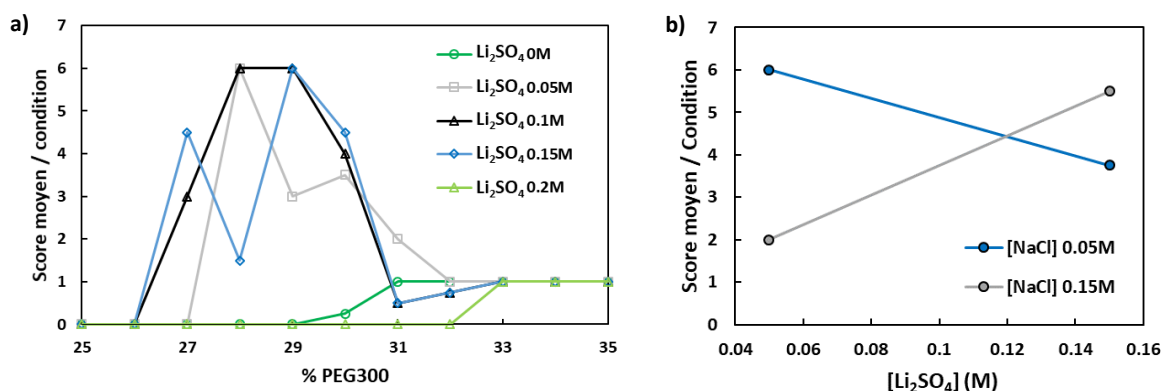 a)
Score moyen / condition
7
6
5
4
3
2
1
0
25
27
29
31
33
35
% PEG300
Li₂SO₄ 0M
Li₂SO₄ 0.05M
Li₂SO₄ 0.1M
Li₂SO₄ 0.15M
Li₂SO₄ 0.2M
b)
Score moyen / Condition
7
6
5
4
3
2
1
0
0.04
0.06
0.08
0.1
0.12
0.14
0.16
[Li₂SO₄] (M)
[NaCl] 0.05M
[NaCl] 0.15M